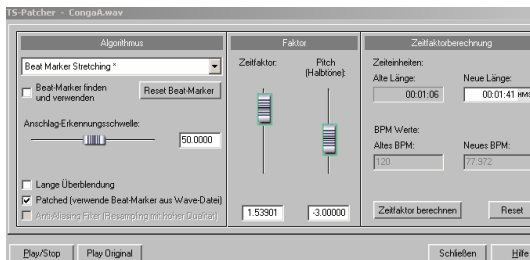 TS-Patcher - CongaA.wav
Algorithmus
Beat Marker Stretching *
Beat-Marker finden
und verwenden
Reset Beat-Marker
Anschlag-Erkennungsschwelle:
50.0000
Lange Überblendung
Patched (verwende Beat-Marker aus Wave-Datei)
Anti-Aliasing Filter (Resampling mit hoher Qualität)
Faktor
Zeitfaktor:
Pitch
(Halbtöne):
1.53901
-3.00000
Zeitfaktorberechnung
Zeiteinheiten:
Alte Länge:
Neue Länge:
00:01:06
00:01:41 HMS
BPM Werte:
Altes BPM:
Neues BPM:
120
77.972
Zeitfaktor berechnen
Reset
Play/Stop
Play Original
Schließen
Hilfe